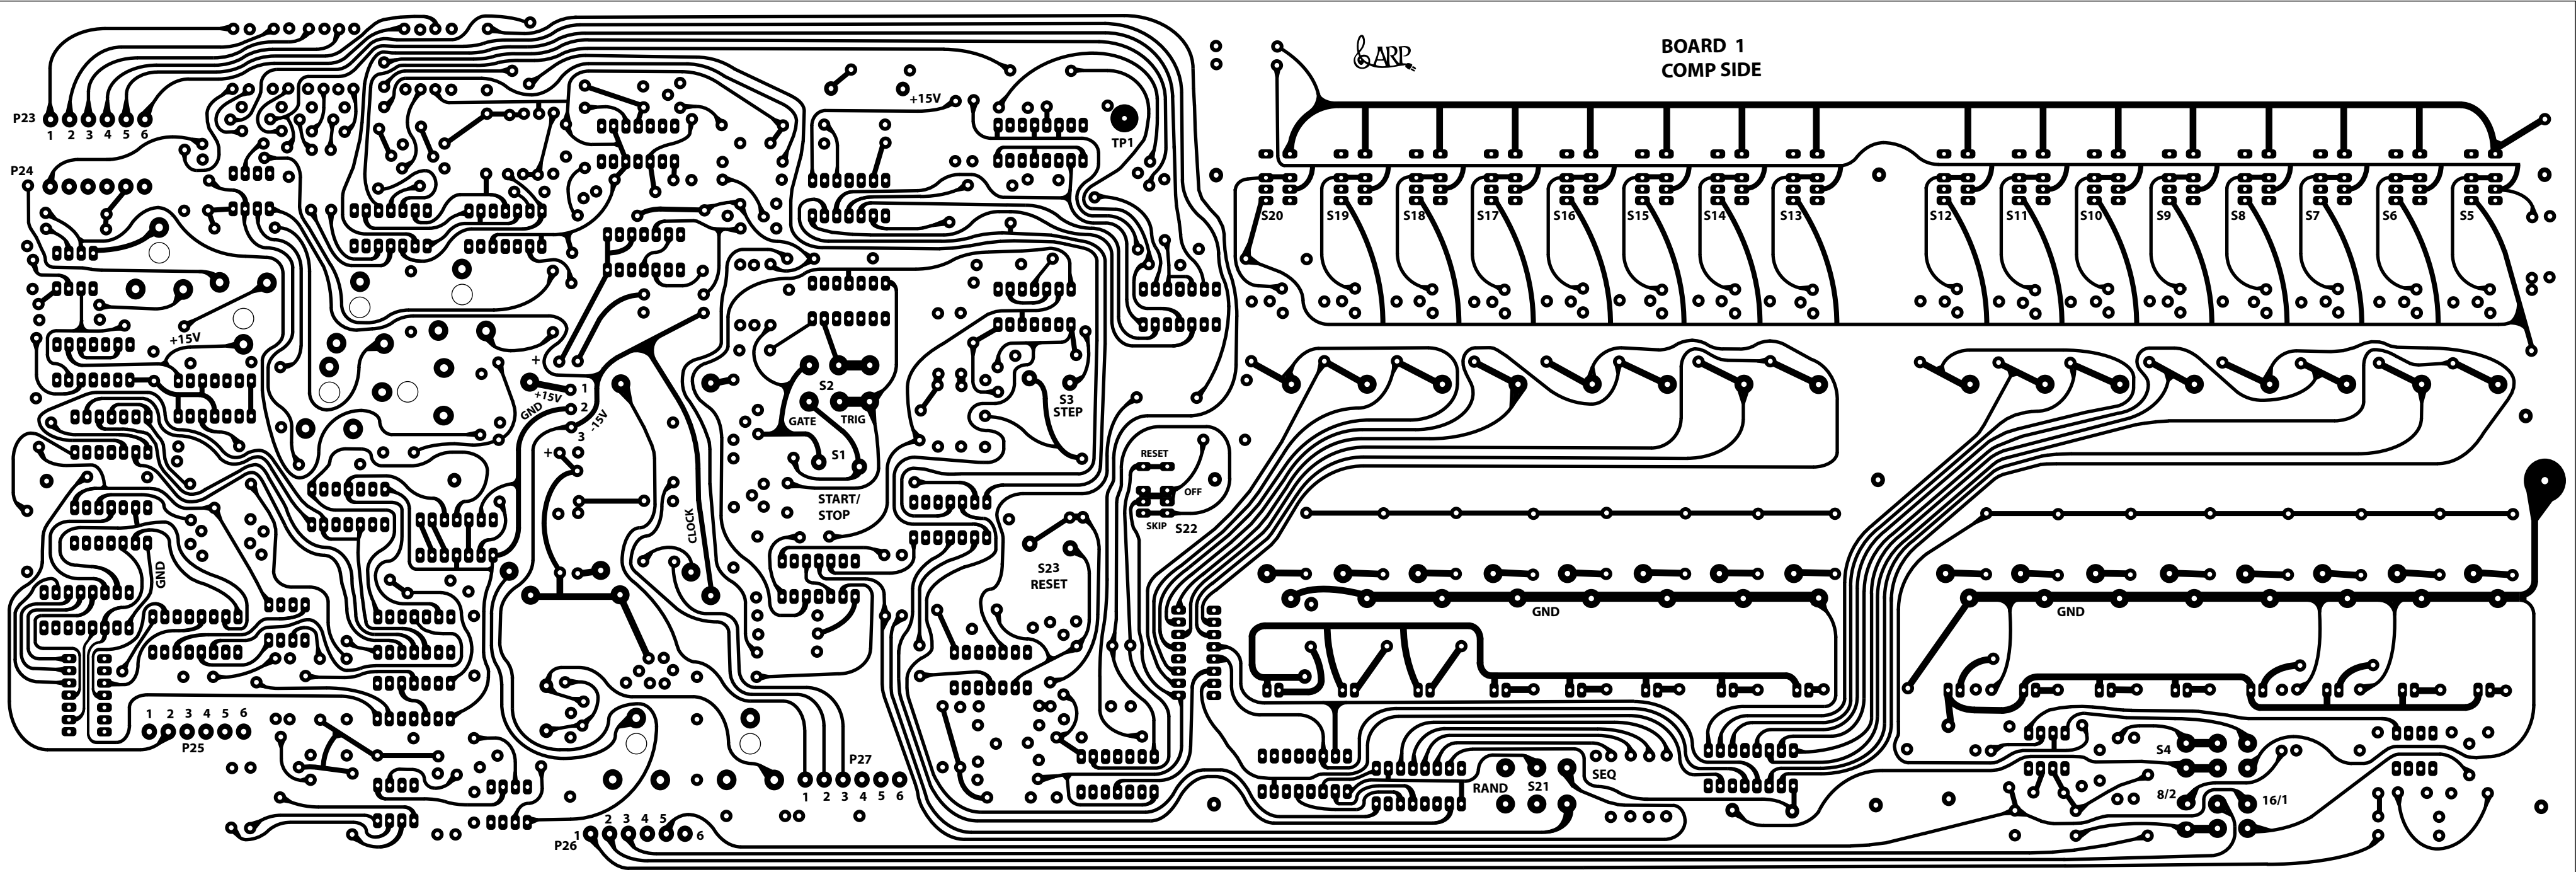 BOARD 1
COMP SIDE
ARP
P23
1 2 3 4 5 6
P24
+15V
TP1
S20 S19 S18 S17 S16 S15 S14 S13 S12 S11 S10 S9 S8 S7 S6 S5
+15V
+
1
+15V
GND
2
-15V
3
+
S2
GATE TRIG
S1
START/
STOP
S3
STEP
RESET
OFF
SKIP S22
CLOCK
GND
S23
RESET
GND
GND
1 2 3 4 5 6
P25
P27
1 2 3 4 5 6
SEQ
RAND S21
S4
8/2 16/1
1 2 3 4 5 6
P26